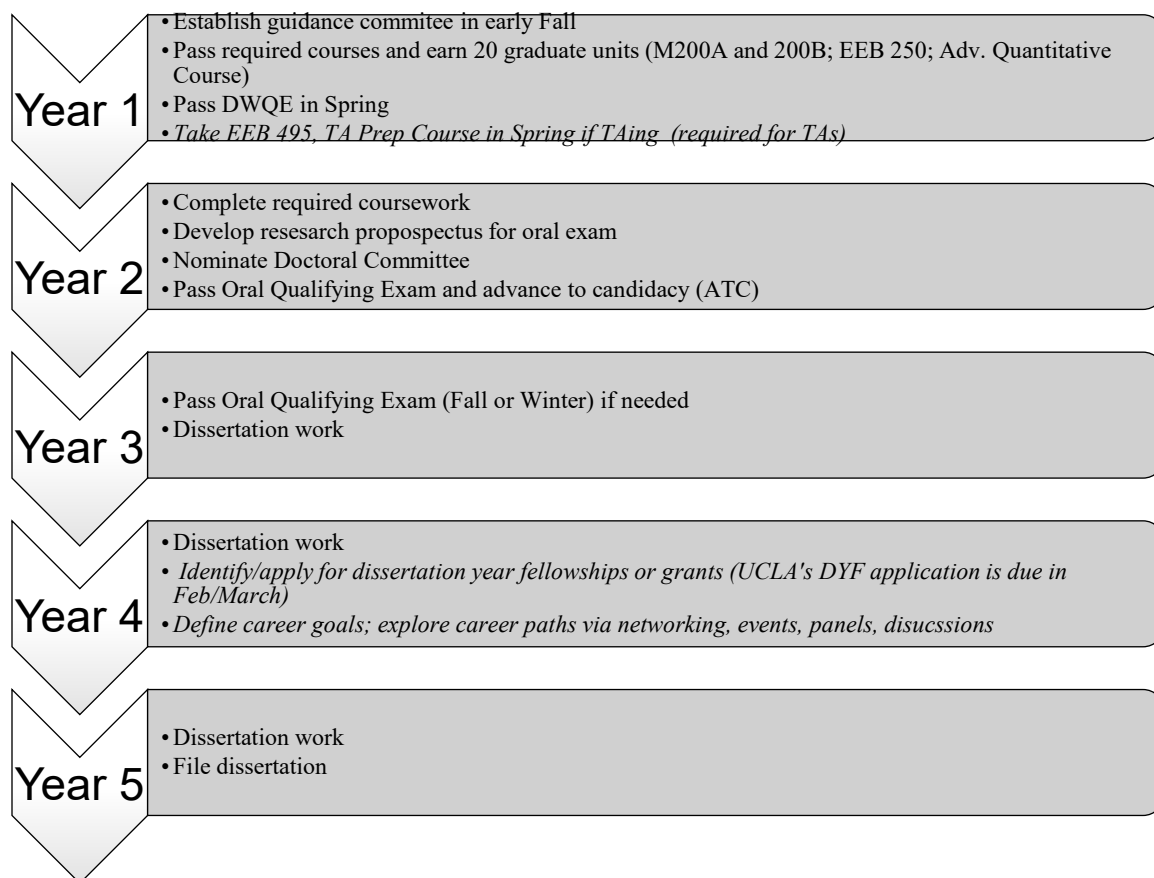 Year 1
• Establish guidance commitee in early Fall
• Pass required courses and earn 20 graduate units (M200A and 200B; EEB 250; Adv. Quantitative
Course)
• Pass DWQE in Spring
• Take EEB 495, TA Prep Course in Spring if TAing (required for TAs)
Year 2
• Complete required coursework
• Develop resesarch propospectus for oral exam
• Nominate Doctoral Committee
• Pass Oral Qualifying Exam and advance to candidacy (ATC)
Year 3
• Pass Oral Qualifying Exam (Fall or Winter) if needed
• Dissertation work
Year 4
• Dissertation work
• Identify/apply for dissertation year fellowships or grants (UCLA's DYF application is due in
Feb/March)
• Define career goals; explore career paths via networking, events, panels, disucssions
Year 5
• Dissertation work
• File dissertation